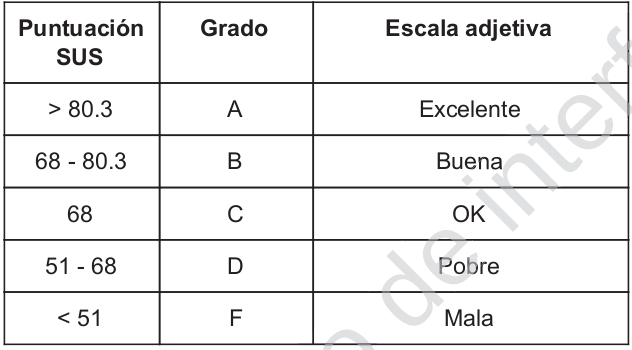 Puntuación SUS Grado Escala adjetiva
> 80.3 A Excelente
68 - 80.3 B Buena
68 C OK
51 - 68 D Pobre
< 51 F Mala
de interf